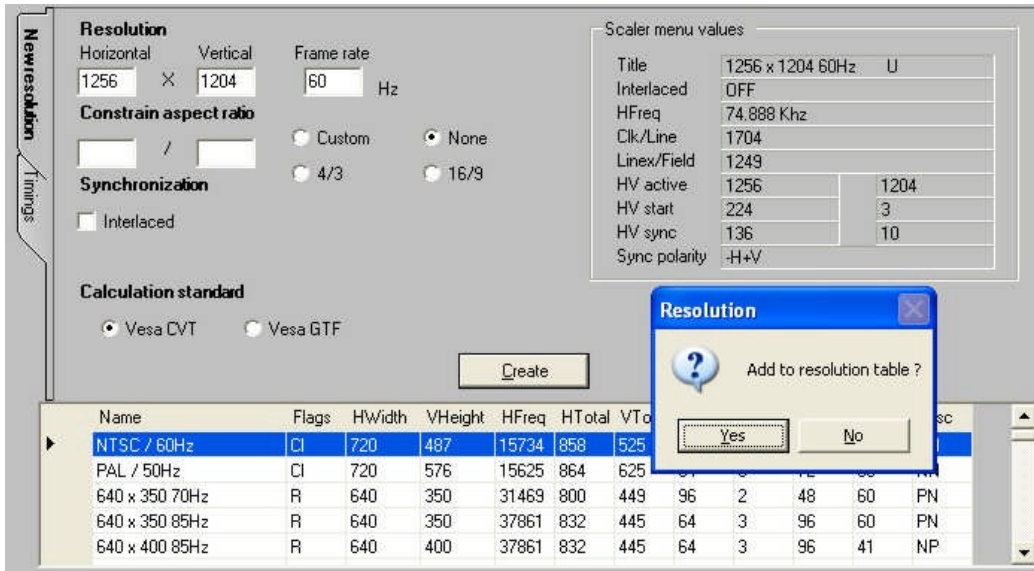 New resolution
Timings
Resolution
Horizontal Vertical Frame rate
1256 X 1204 60 Hz
Constrain aspect ratio
/
Custom None
4/3 16/9
Synchronization
Interlaced
Calculation standard
Vesa CVT Vesa GTF
Create
Scaler menu values
Title 1256 x 1204 60Hz U
Interlaced OFF
HFreq 74.888 Khz
Clk/Line 1704
Linex/Field 1249
HV active 1256 1204
HV start 224 3
HV sync 136 10
Sync polarity -H+V
Resolution
Add to resolution table ?
Yes No
Name Flags HWidth VHeight HFreq HTotal
NTSC / 60Hz CI 720 487 15734 858 525
PAL / 50Hz CI 720 576 15625 864 625
640 x 350 70Hz R 640 350 31469 800 449 96 2 48 60 PN
640 x 350 85Hz R 640 350 37861 832 445 64 3 96 60 PN
640 x 400 85Hz R 640 400 37861 832 445 64 3 96 41 NP